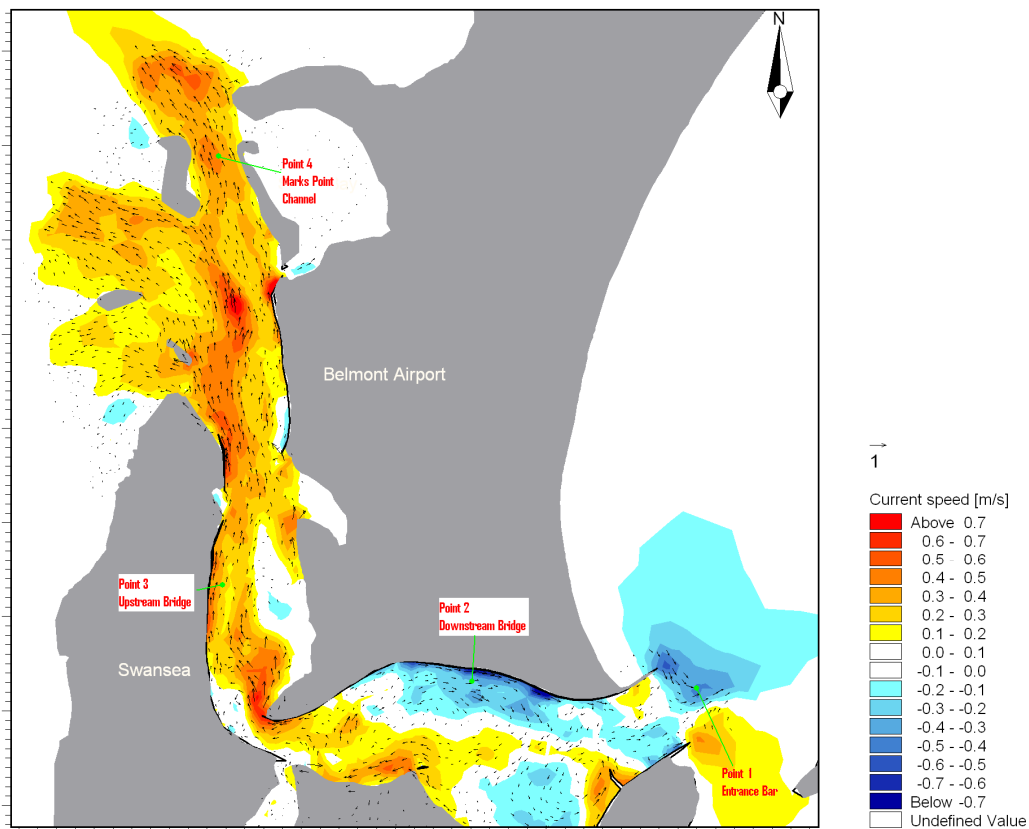 N
Point 4
Marks Point
Channel
Belmont Airport
Point 3
Upstream Bridge
Point 2
Downstream Bridge
Swansea
Point 1
Entrance Bar
1
Current speed [m/s]
Above 0.7
0.6 - 0.7
0.5 - 0.6
0.4 - 0.5
0.3 - 0.4
0.2 - 0.3
0.1 - 0.2
0.0 - 0.1
-0.1 - 0.0
-0.2 - -0.1
-0.3 - -0.2
-0.4 - -0.3
-0.5 - -0.4
-0.6 - -0.5
-0.7 - -0.6
Below -0.7
Undefined Value